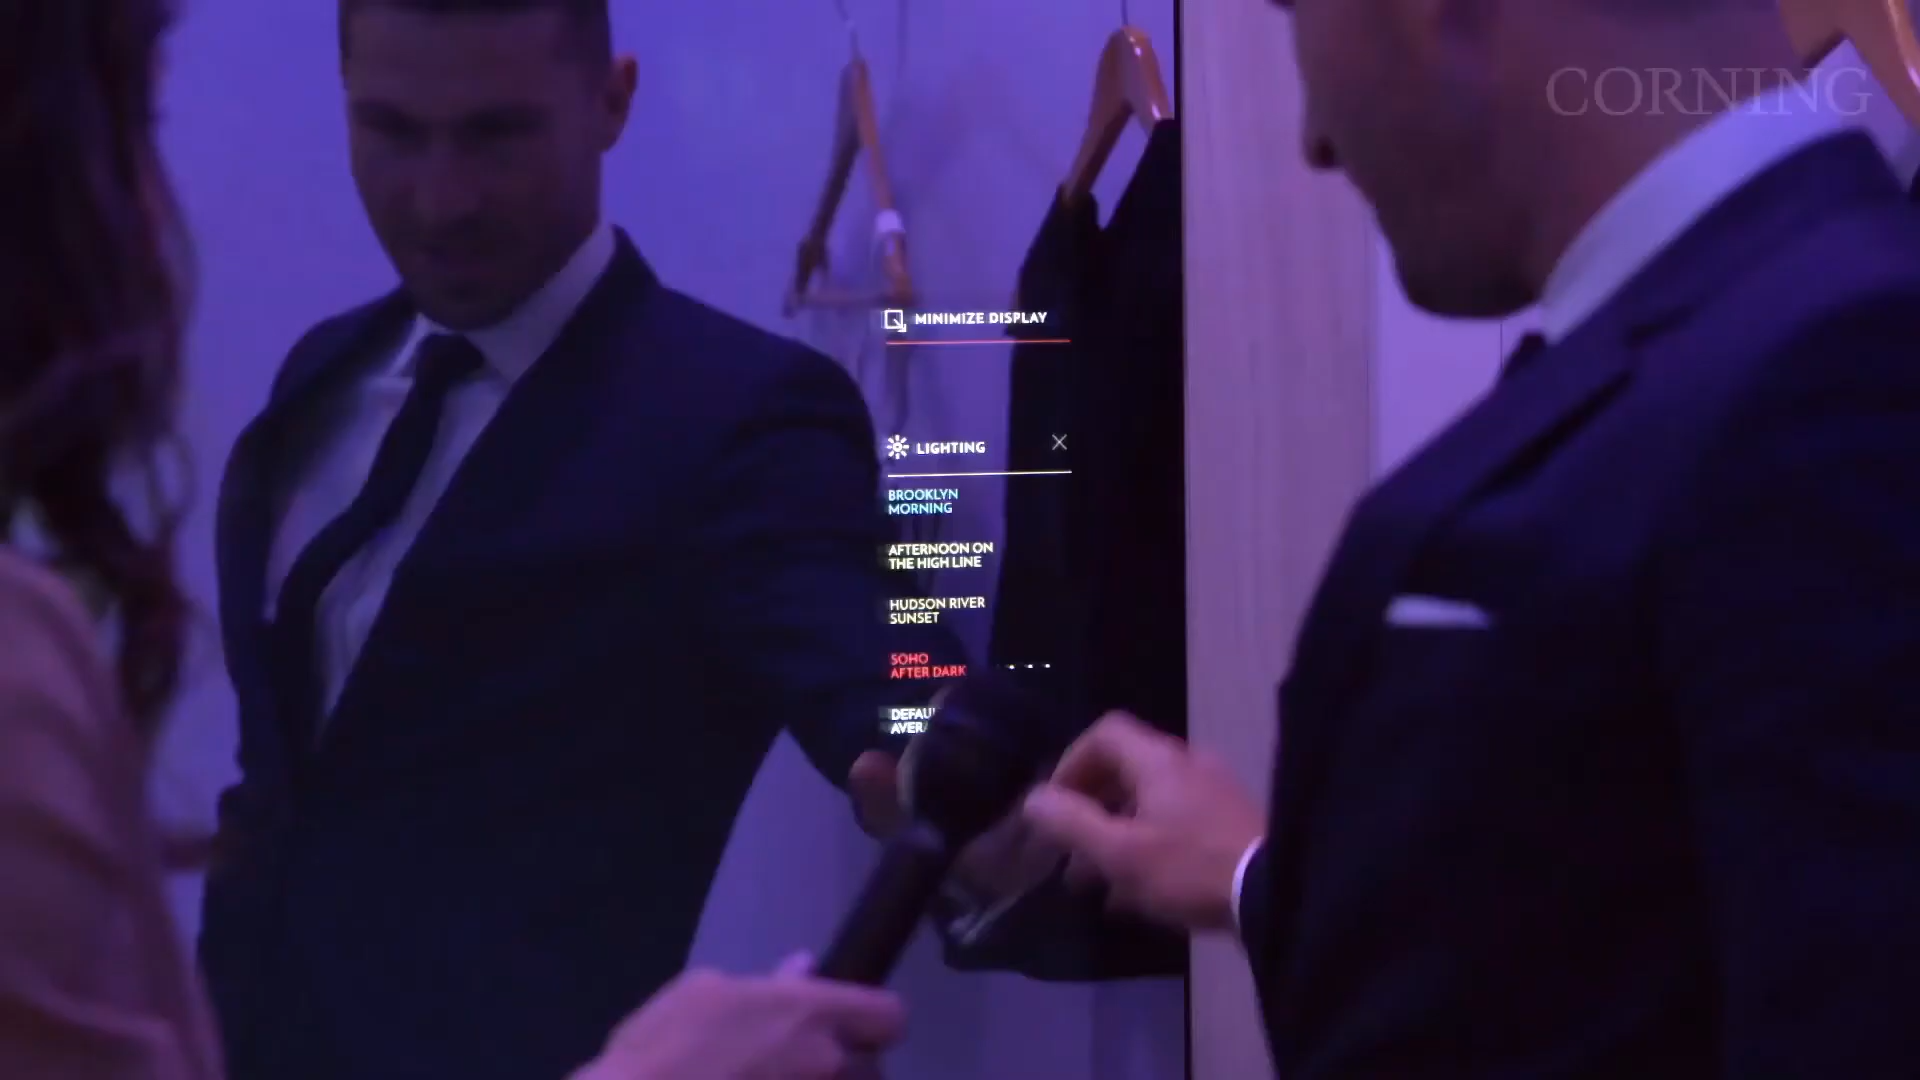 CORNING
MINIMIZE DISPLAY
LIGHTING
BROOKLYN
MORNING
AFTERNOON ON
THE HIGH LINE
HUDSON RIVER
SUNSET
SOHO
AFTER DARK